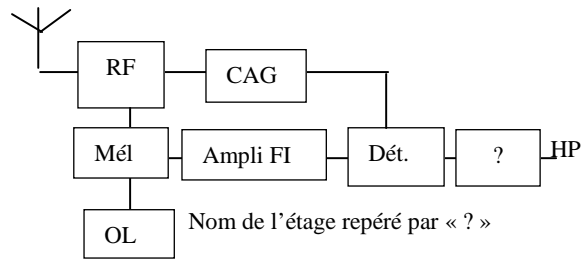 RF
CAG
Mél
Ampli FI
Dét.
?
HP
OL
Nom de l'étage repéré par « ? »